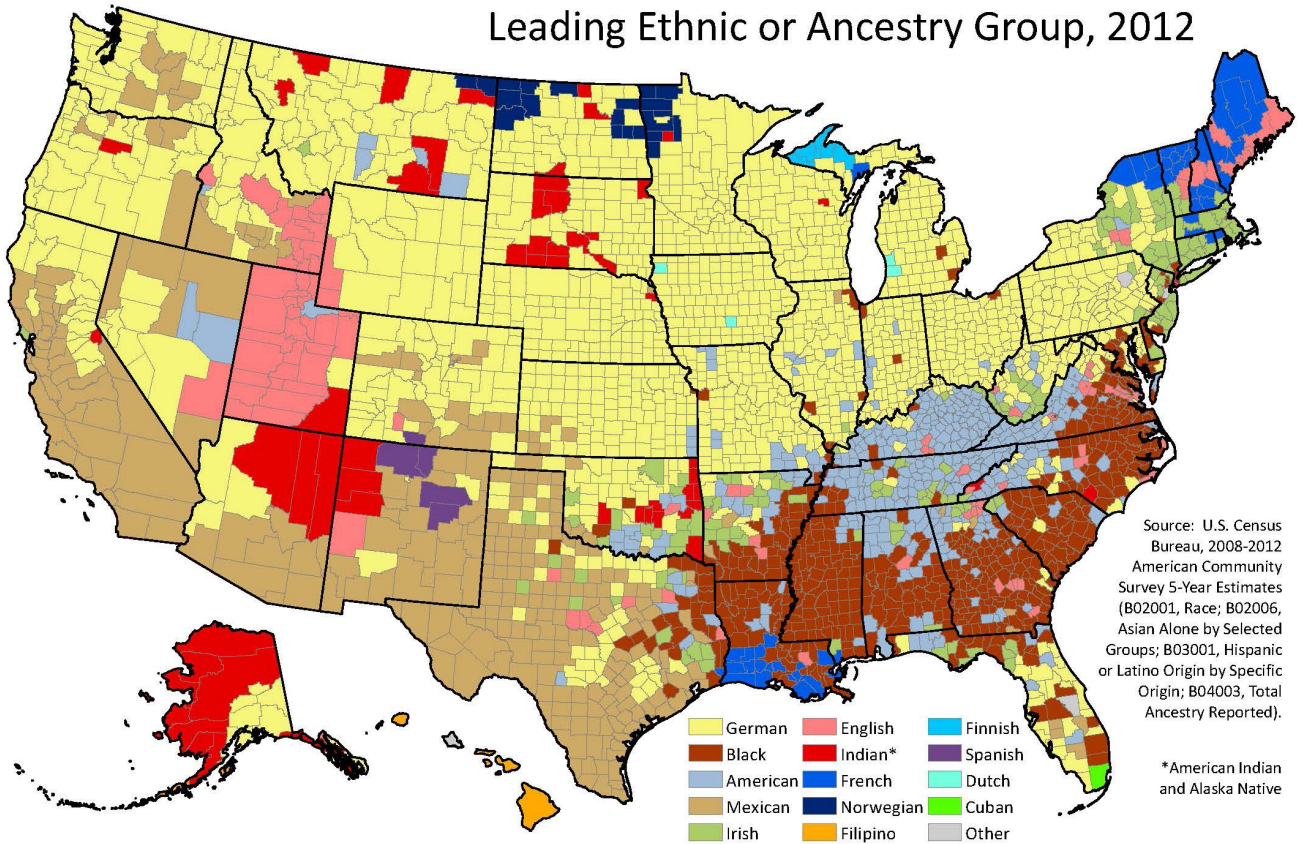 Leading Ethnic or Ancestry Group, 2012
Source: U.S. Census
Bureau, 2008-2012
American Community
Survey 5-Year Estimates
(B02001, Race; B02006,
Asian Alone by Selected
Groups; B03001, Hispanic
or Latino Origin by Specific
Origin; B04003, Total
Ancestry Reported).
*American Indian
and Alaska Native
German
Black
American
Mexican
Irish
English
Indian*
French
Norwegian
Filipino
Finnish
Spanish
Dutch
Cuban
Other